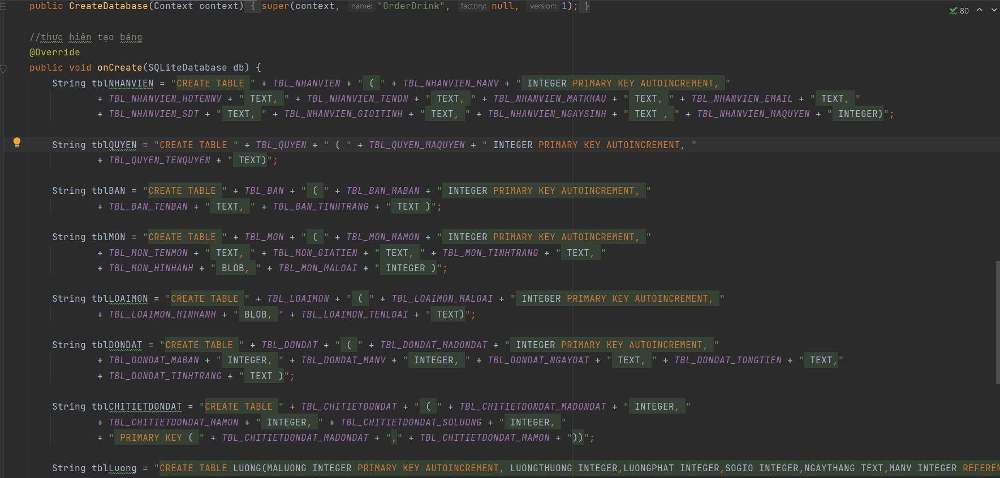 public CreateDatabase(Context context) { super(context, name: "OrderDrink", factory: null, version: 1); }
80
//thực hiện tạo bảng
@Override
public void onCreate(SQLiteDatabase db) {
String tblNHANVIEN = "CREATE TABLE " + TBL_NHANVIEN + " ( " + TBL_NHANVIEN_MANV + " INTEGER PRIMARY KEY AUTOINCREMENT, "
+ TBL_NHANVIEN_HOTENNV + " TEXT, " + TBL_NHANVIEN_TENDN + " TEXT, " + TBL_NHANVIEN_MATKHAU + " TEXT, " + TBL_NHANVIEN_EMAIL + " TEXT, "
+ TBL_NHANVIEN_SDT + " TEXT, " + TBL_NHANVIEN_GIOITINH + " TEXT, " + TBL_NHANVIEN_NGAYSINH + " TEXT , " + TBL_NHANVIEN_MAQUYEN + " INTEGER)";
String tblQUYEN = "CREATE TABLE " + TBL_QUYEN + " ( " + TBL_QUYEN_MAQUYEN + " INTEGER PRIMARY KEY AUTOINCREMENT, "
+ TBL_QUYEN_TENQUYEN + " TEXT)";
String tblBAN = "CREATE TABLE " + TBL_BAN + " ( " + TBL_BAN_MABAN + " INTEGER PRIMARY KEY AUTOINCREMENT, "
+ TBL_BAN_TENBAN + " TEXT, " + TBL_BAN_TINHTRANG + " TEXT )";
String tblMON = "CREATE TABLE " + TBL_MON + " ( " + TBL_MON_MAMON + " INTEGER PRIMARY KEY AUTOINCREMENT, "
+ TBL_MON_TENMON + " TEXT, " + TBL_MON_GIATIEN + " TEXT, " + TBL_MON_TINHTRANG + " TEXT, "
+ TBL_MON_HINHANH + " BLOB, " + TBL_MON_MALOAI + " INTEGER )";
String tblLOAIMON = "CREATE TABLE " + TBL_LOAIMON + " ( " + TBL_LOAIMON_MALOAI + " INTEGER PRIMARY KEY AUTOINCREMENT, "
+ TBL_LOAIMON_HINHANH + " BLOB, " + TBL_LOAIMON_TENLOAI + " TEXT)";
String tblDONDAT = "CREATE TABLE " + TBL_DONDAT + " ( " + TBL_DONDAT_MADONDAT + " INTEGER PRIMARY KEY AUTOINCREMENT, "
+ TBL_DONDAT_MABAN + " INTEGER, " + TBL_DONDAT_MANV + " INTEGER, " + TBL_DONDAT_NGAYDAT + " TEXT, " + TBL_DONDAT_TONGTIEN + " TEXT,"
+ TBL_DONDAT_TINHTRANG + " TEXT )";
String tblCHITIETDONDAT = "CREATE TABLE " + TBL_CHITIETDONDAT + " ( " + TBL_CHITIETDONDAT_MADONDAT + " INTEGER, "
+ TBL_CHITIETDONDAT_MAMON + " INTEGER, " + TBL_CHITIETDONDAT_SOLUONG + " INTEGER, "
+ " PRIMARY KEY ( " + TBL_CHITIETDONDAT_MADONDAT + "," + TBL_CHITIETDONDAT_MAMON + "))";
String tblLuong = "CREATE TABLE LUONG(MALUONG INTEGER PRIMARY KEY AUTOINCREMENT, LUONGTHUONG INTEGER,LUONGPHAT INTEGER,SOGIO INTEGER,NGAYTHANG TEXT,MANV INTEGER REFEREN